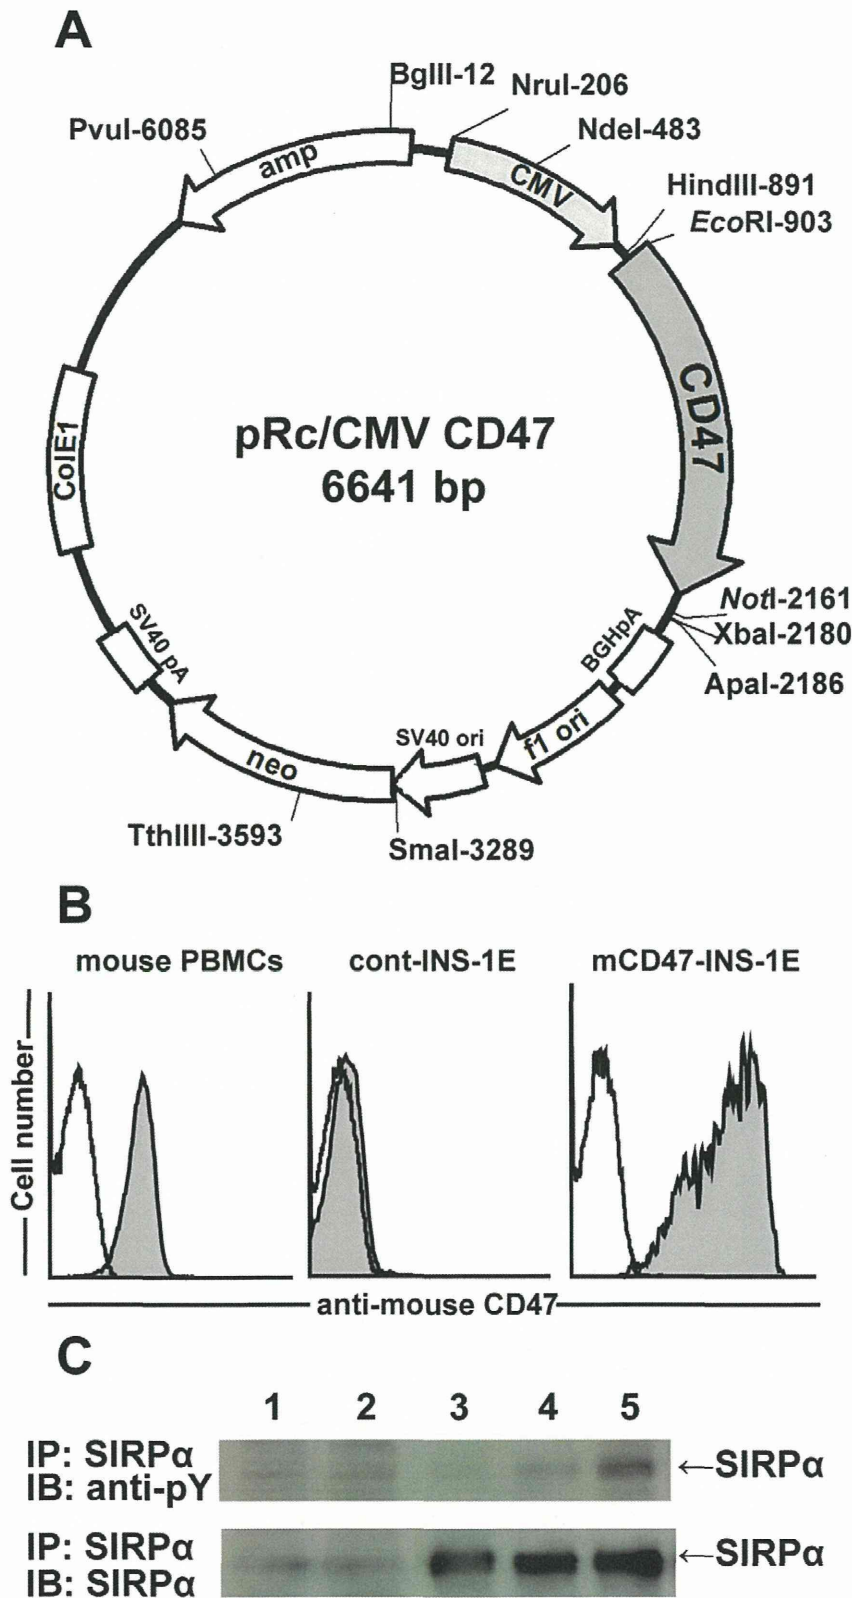 A
BglII-12
NruI-206
PvuI-6085
NdeI-483
amp
CMV
HindIII-891
EcoRI-903
CD47
pRc/CMV CD47
6641 bp
ColE1
NotI-2161
XbaI-2180
ApaI-2186
BGHpA
SV40 pA
f1 ori
SV40 ori
neo
TthIIII-3593
SmaI-3289
B
mouse PBMCs
cont-INS-1E
mCD47-INS-1E
Cell number
anti-mouse CD47
C
1 2 3 4 5
IP: SIRPα
IB: anti-pY
←SIRPα
IP: SIRPα
IB: SIRPα
←SIRPα